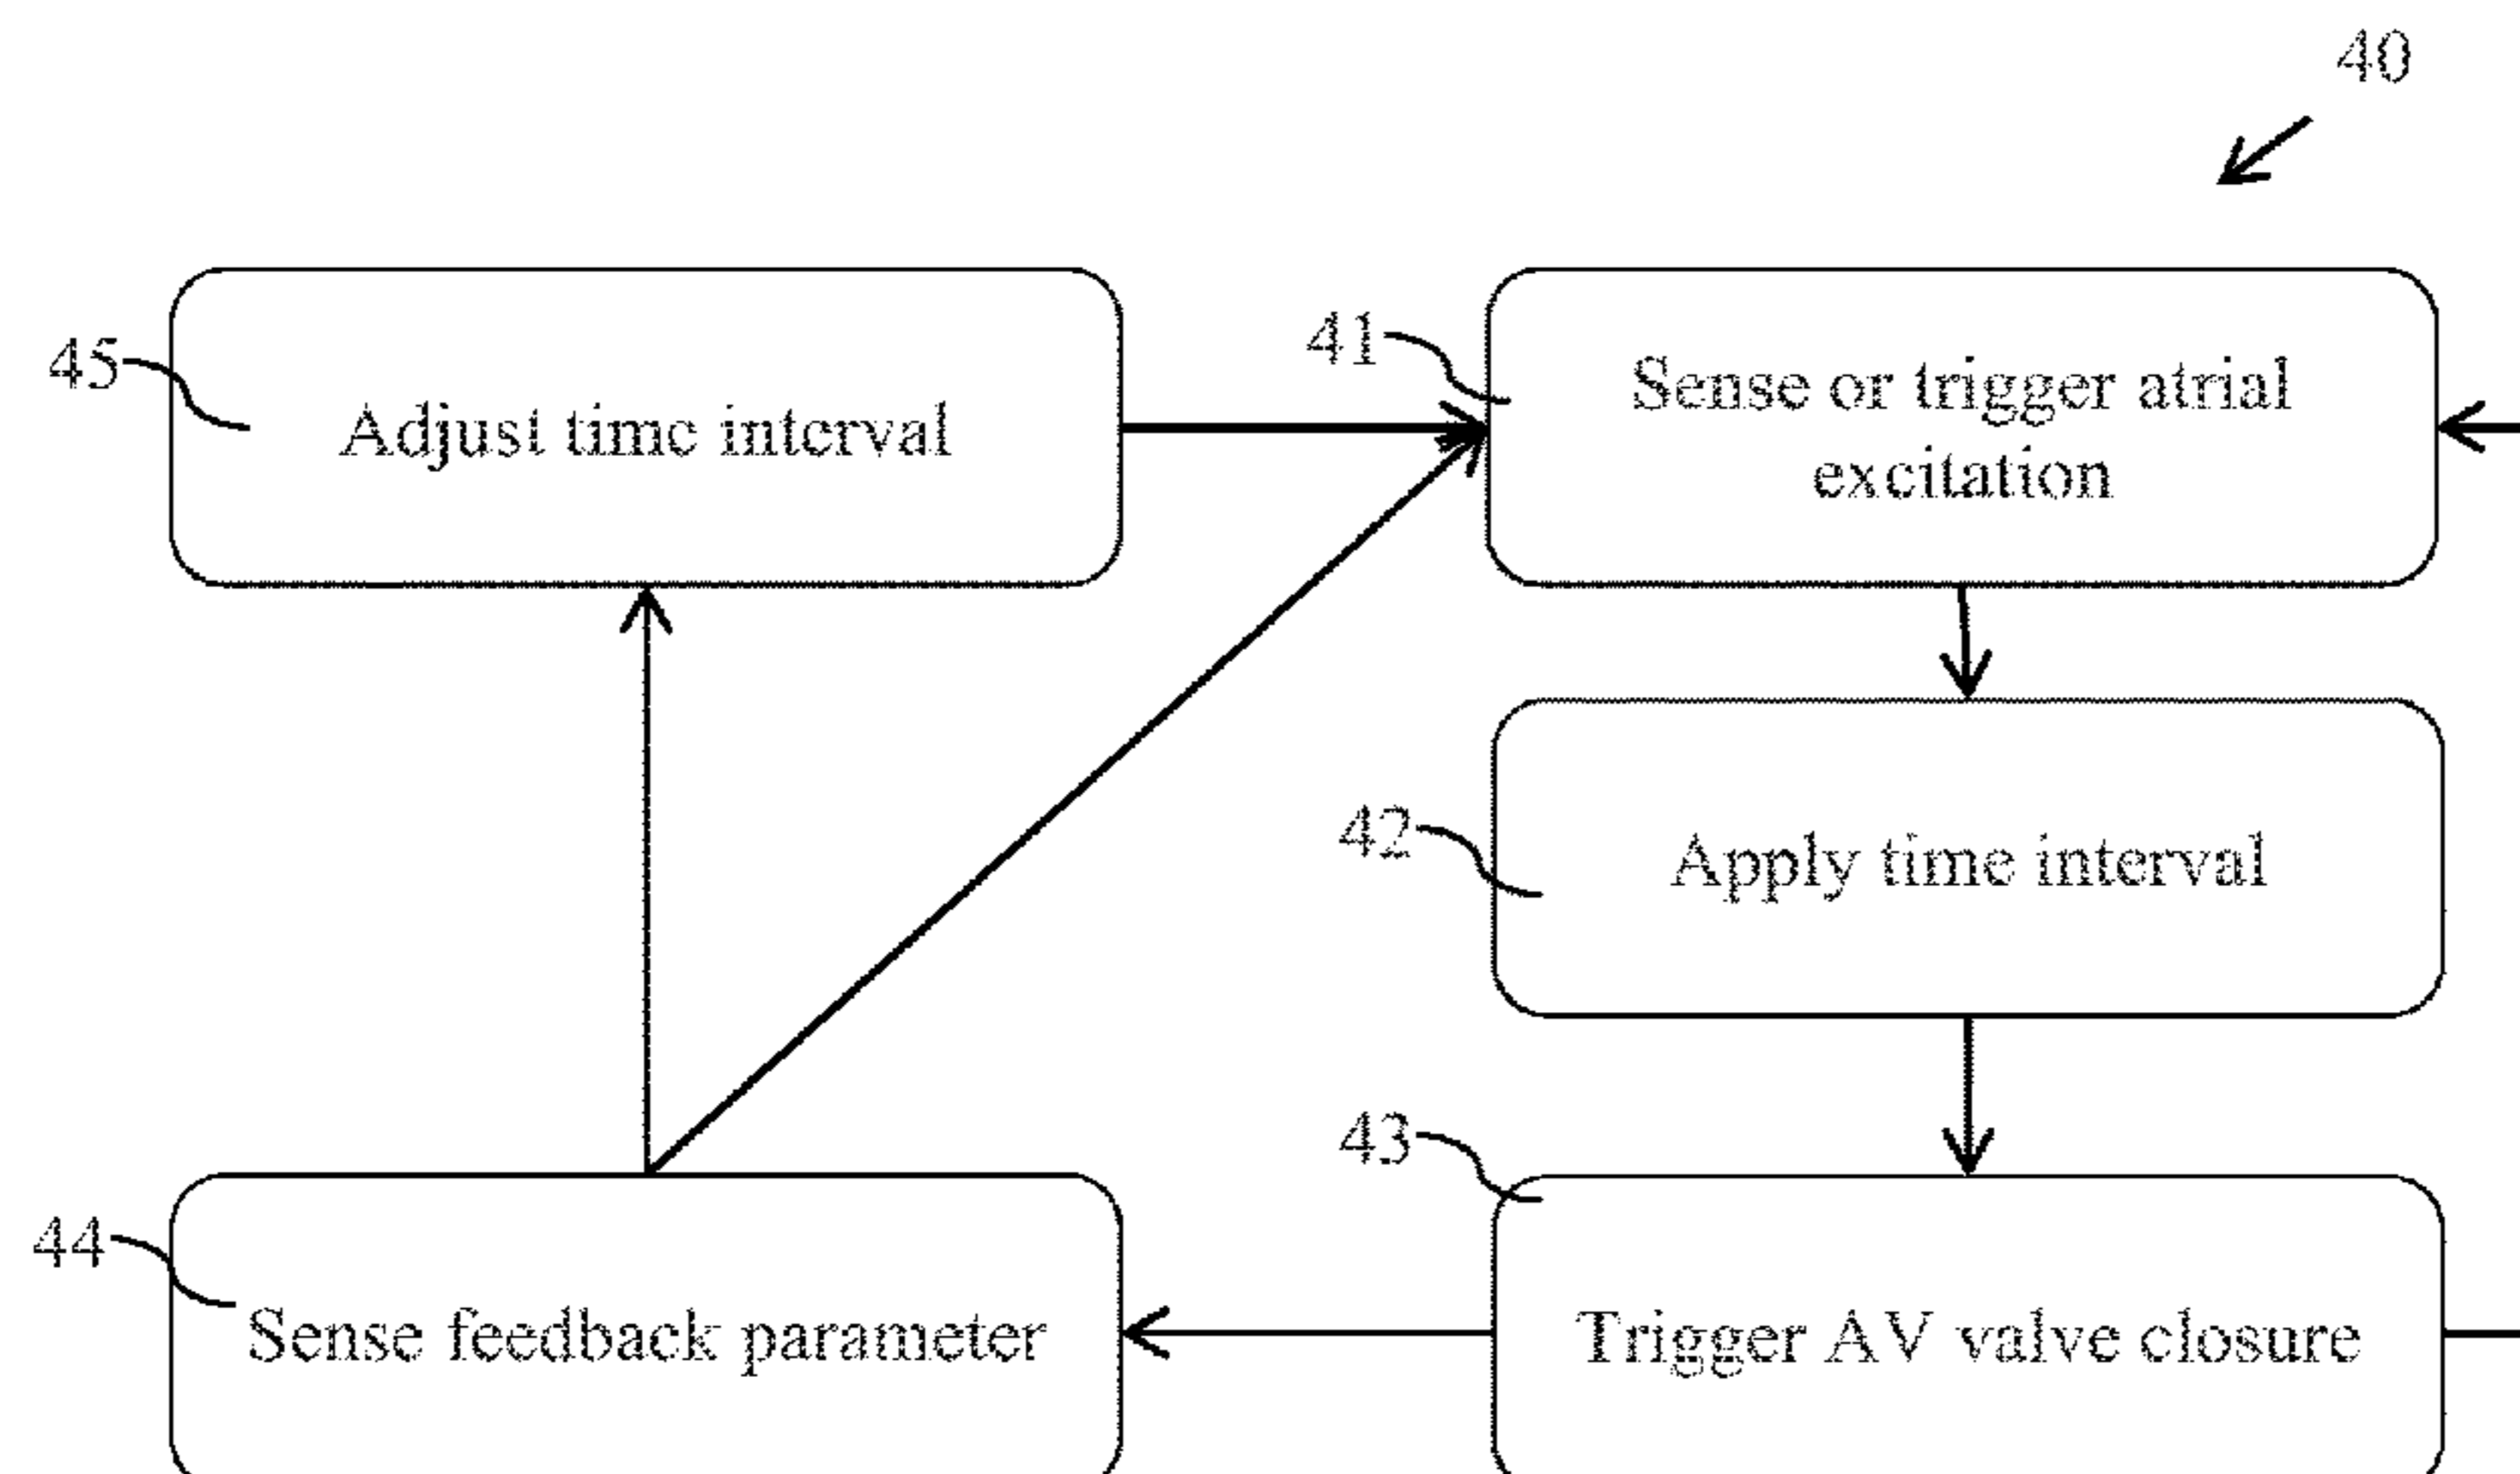 40
45
Adjust time interval
41
Sense or trigger atrial
excitation
42
Apply time interval
43
Trigger AV valve closure
44
Sense feedback parameter